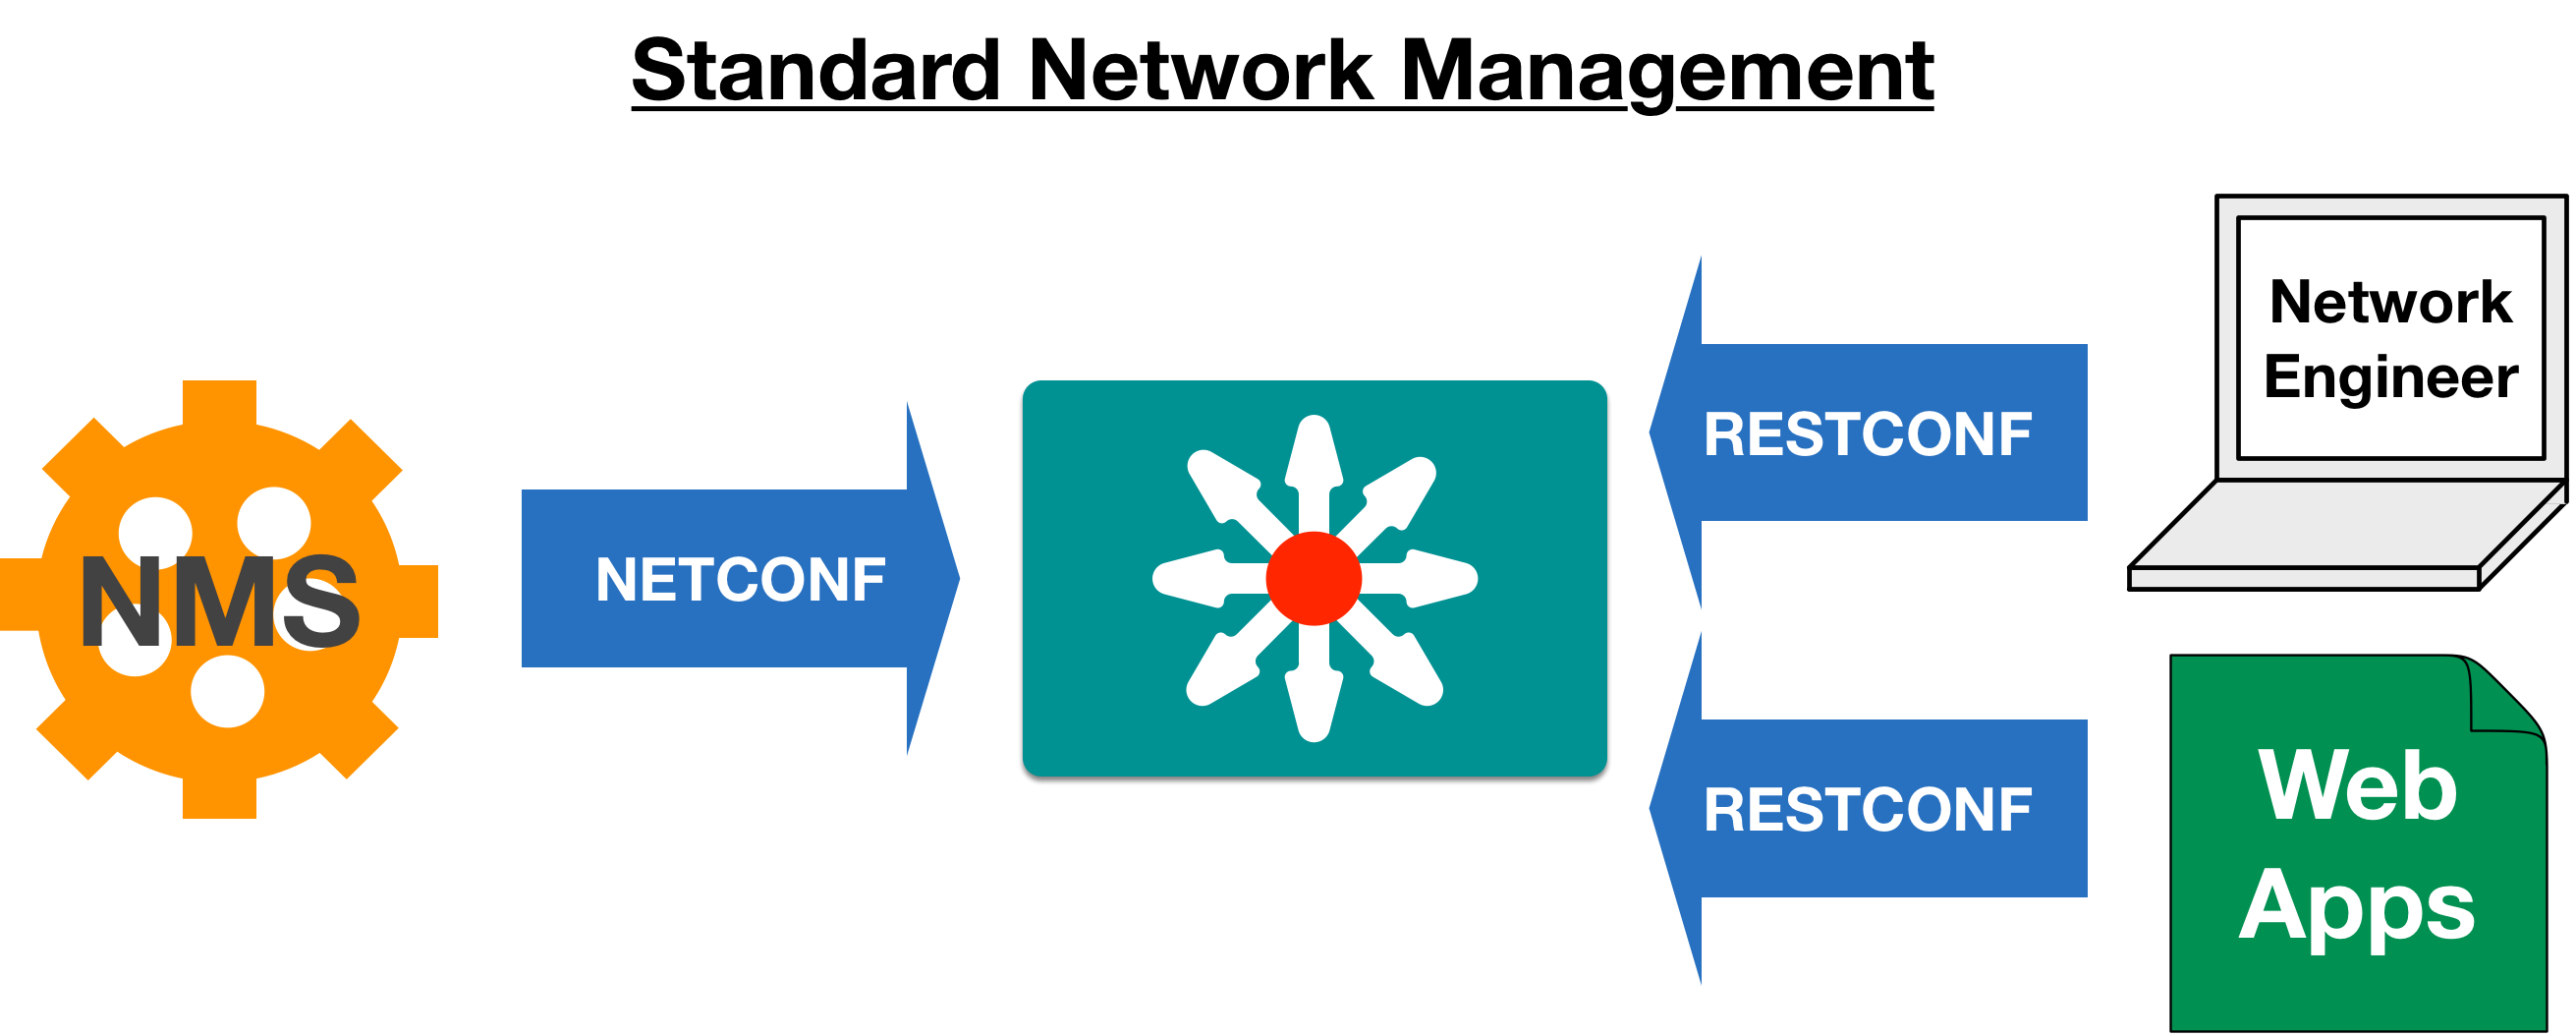 Standard Network Management
NMS
NETCONF
RESTCONF
Network
Engineer
RESTCONF
Web
Apps